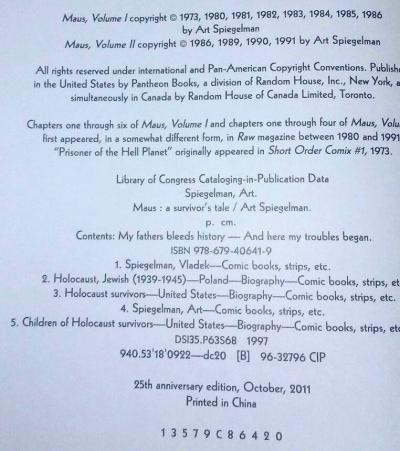 Maus, Volume I copyright © 1973, 1980, 1981, 1982, 1983, 1984, 1985, 1986
by Art Spiegelman
Maus, Volume II copyright © 1986, 1989, 1990, 1991 by Art Spiegelman
All rights reserved under international and Pan-American Copyright Conventions. Publishe
in the United States by Pantheon Books, a division of Random House, Inc., New York, a
simultaneously in Canada by Random House of Canada Limited, Toronto.
Chapters one through six of Maus, Volume I and chapters one through four of Maus, Volu
first appeared, in a somewhat different form, in Raw magazine between 1980 and 1991
"Prisoner of the Hell Planet" originally appeared in Short Order Comix #1, 1973.
Library of Congress Cataloging-in-Publication Data
Spiegelman, Art.
Maus : a survivor's tale / Art Spiegelman.
p. cm.
Contents: My fathers bleeds history — And here my troubles began.
ISBN 978-679-40641-9
1. Spiegelman, Vladek—Comic books, strips, etc.
2. Holocaust, Jewish (1939-1945)—Poland—Biography—Comic books, strips, et
3. Holocaust survivors—United States—Biography—Comic books, strips, etc.
4. Spiegelman, Art—Comic books, strips, etc.
5. Children of Holocaust survivors—United States—Biography—Comic books, strips, etc
DS135.P63S68 1997
940.53'18'0922—dc20 [B] 96-32796 CIP
25th anniversary edition, October, 2011
Printed in China
1 3 5 7 9 C 8 6 4 2 0